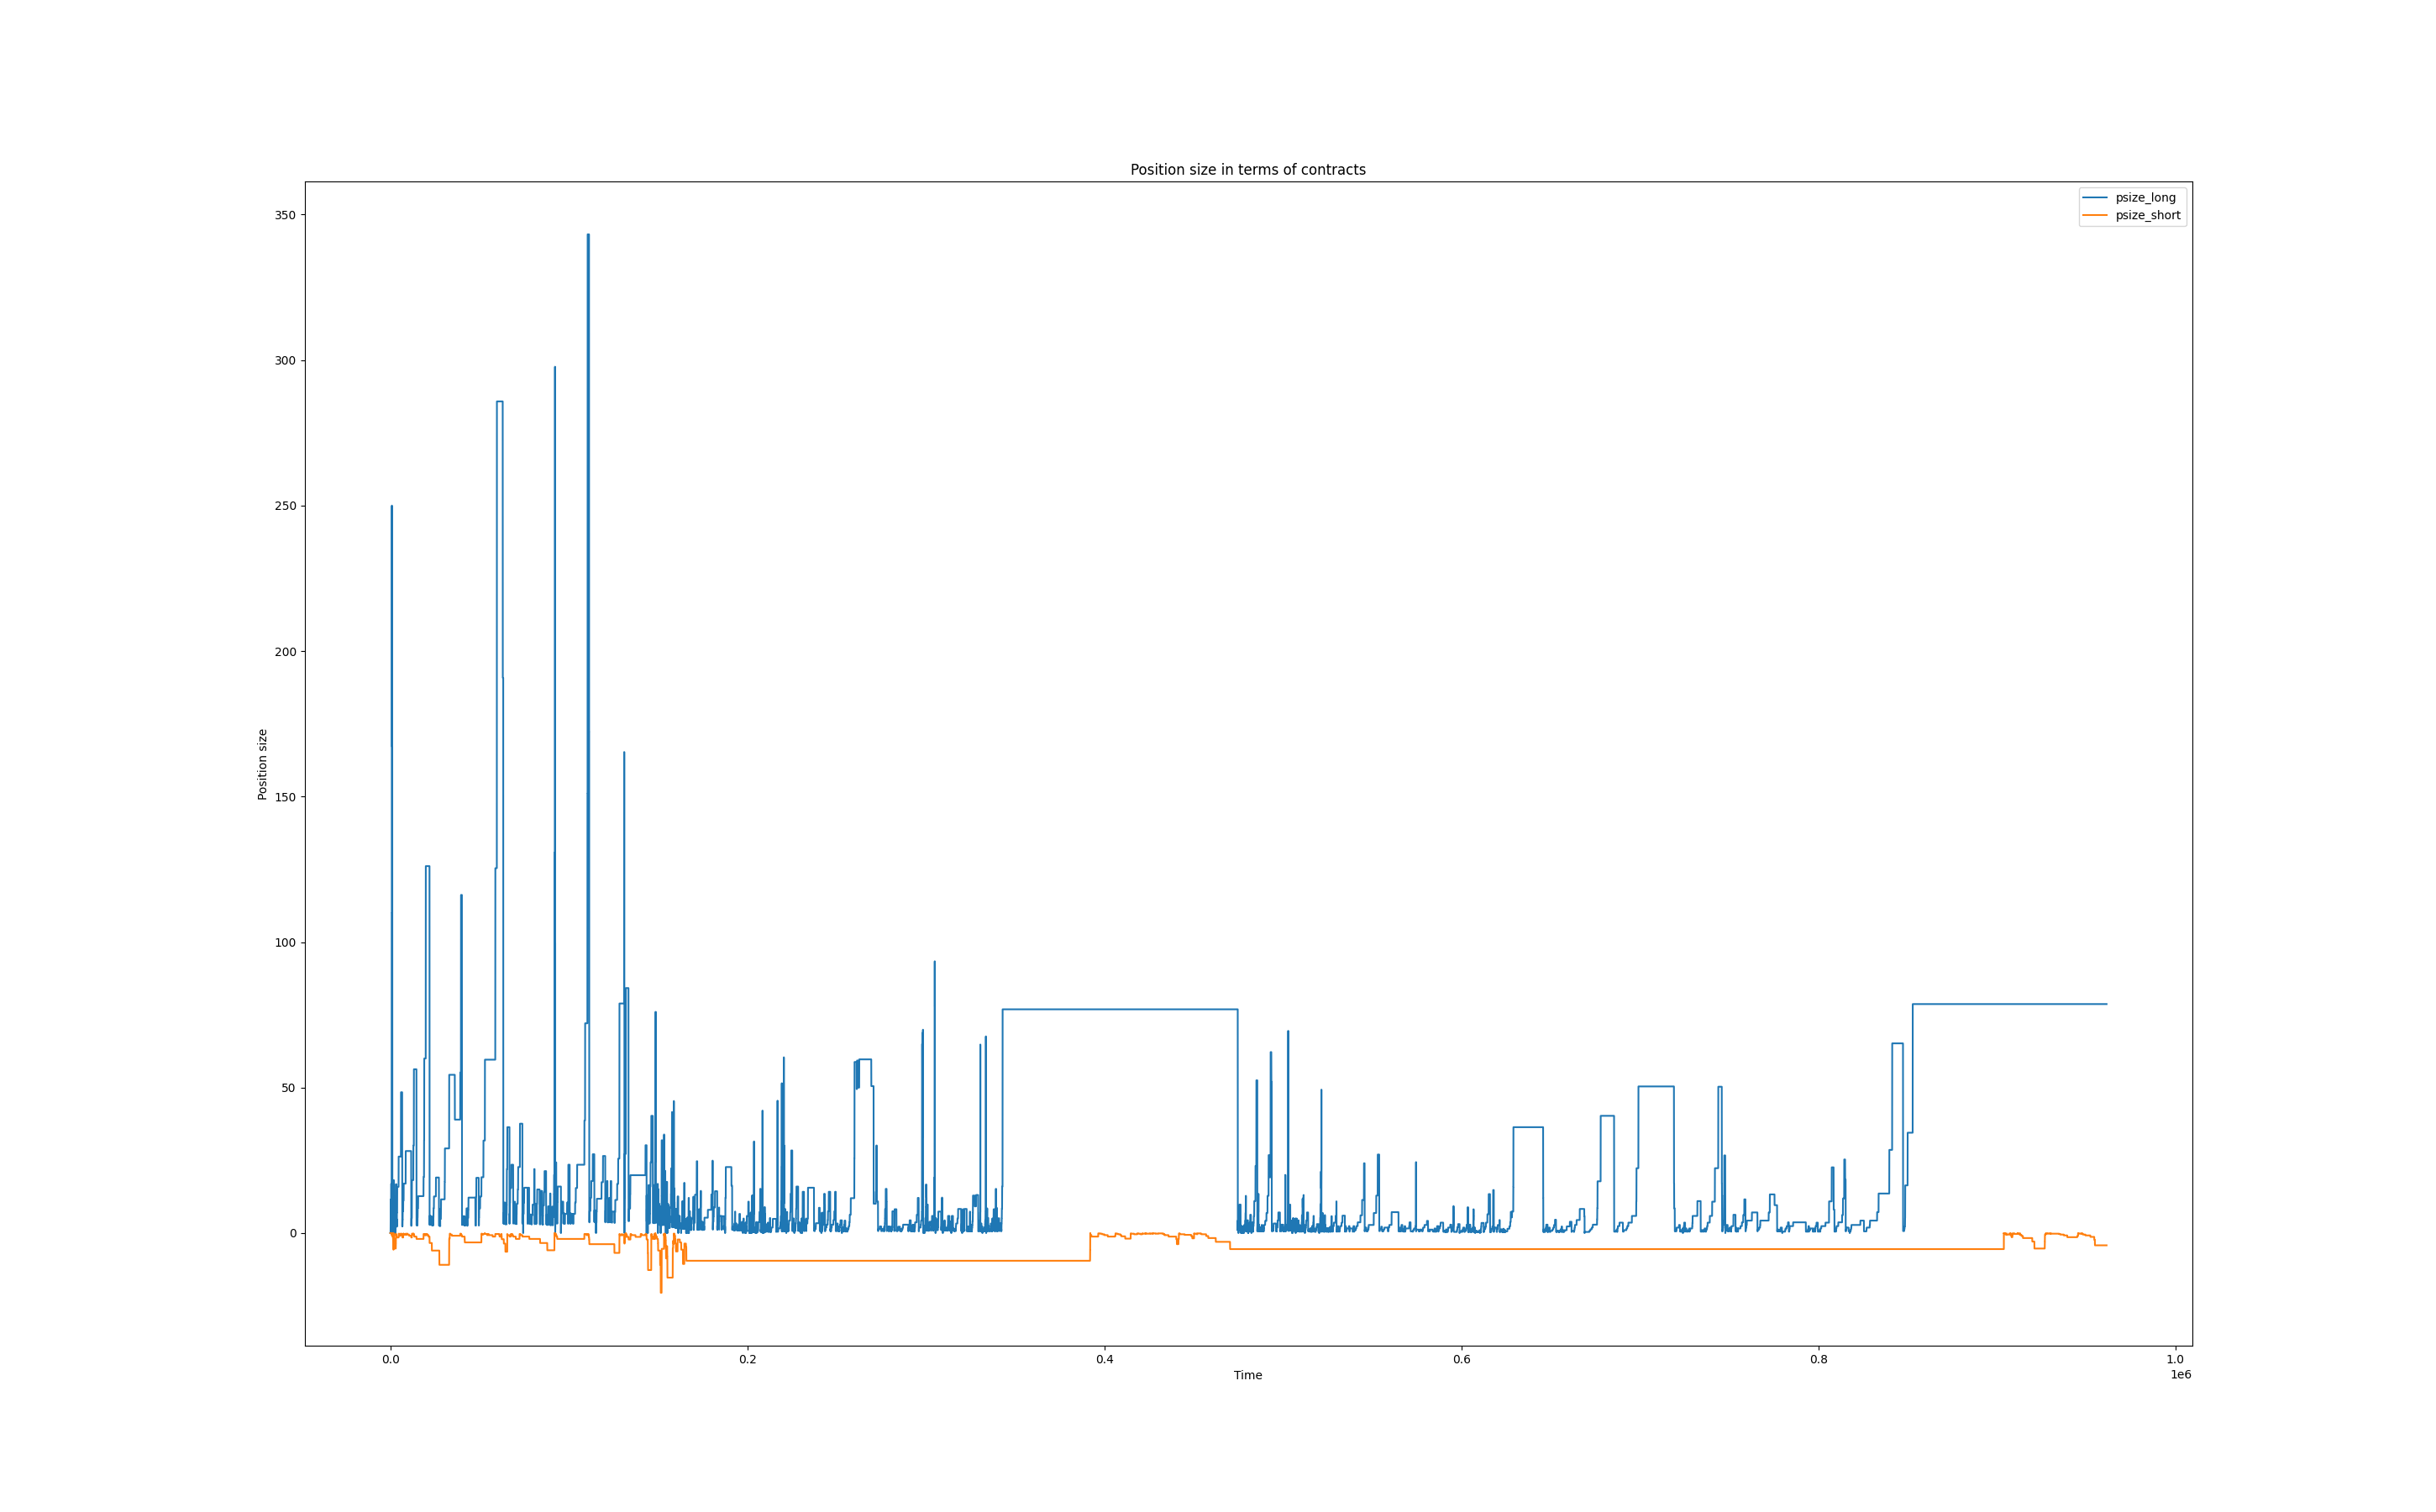 Position size in terms of contracts
psize_long
psize_short
350
300
250
200
150
100
50
0
Position size
0.0 0.2 0.4 0.6 0.8 1.0
Time
1e6